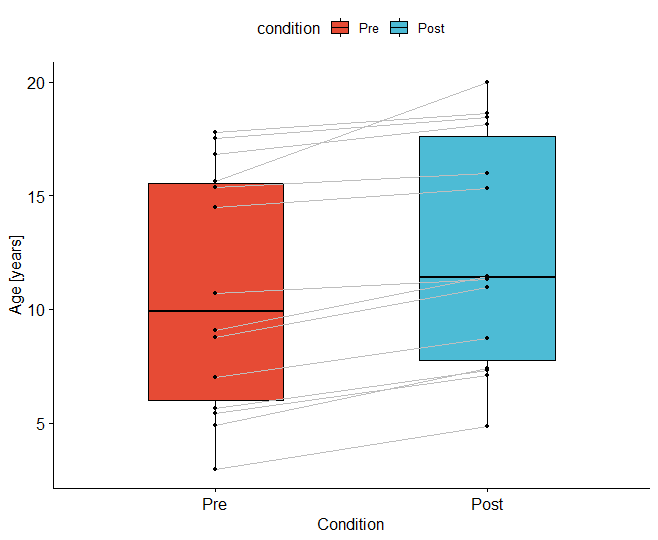 condition Pre Post
20
15
10
5
Age [years]
Pre Post
Condition